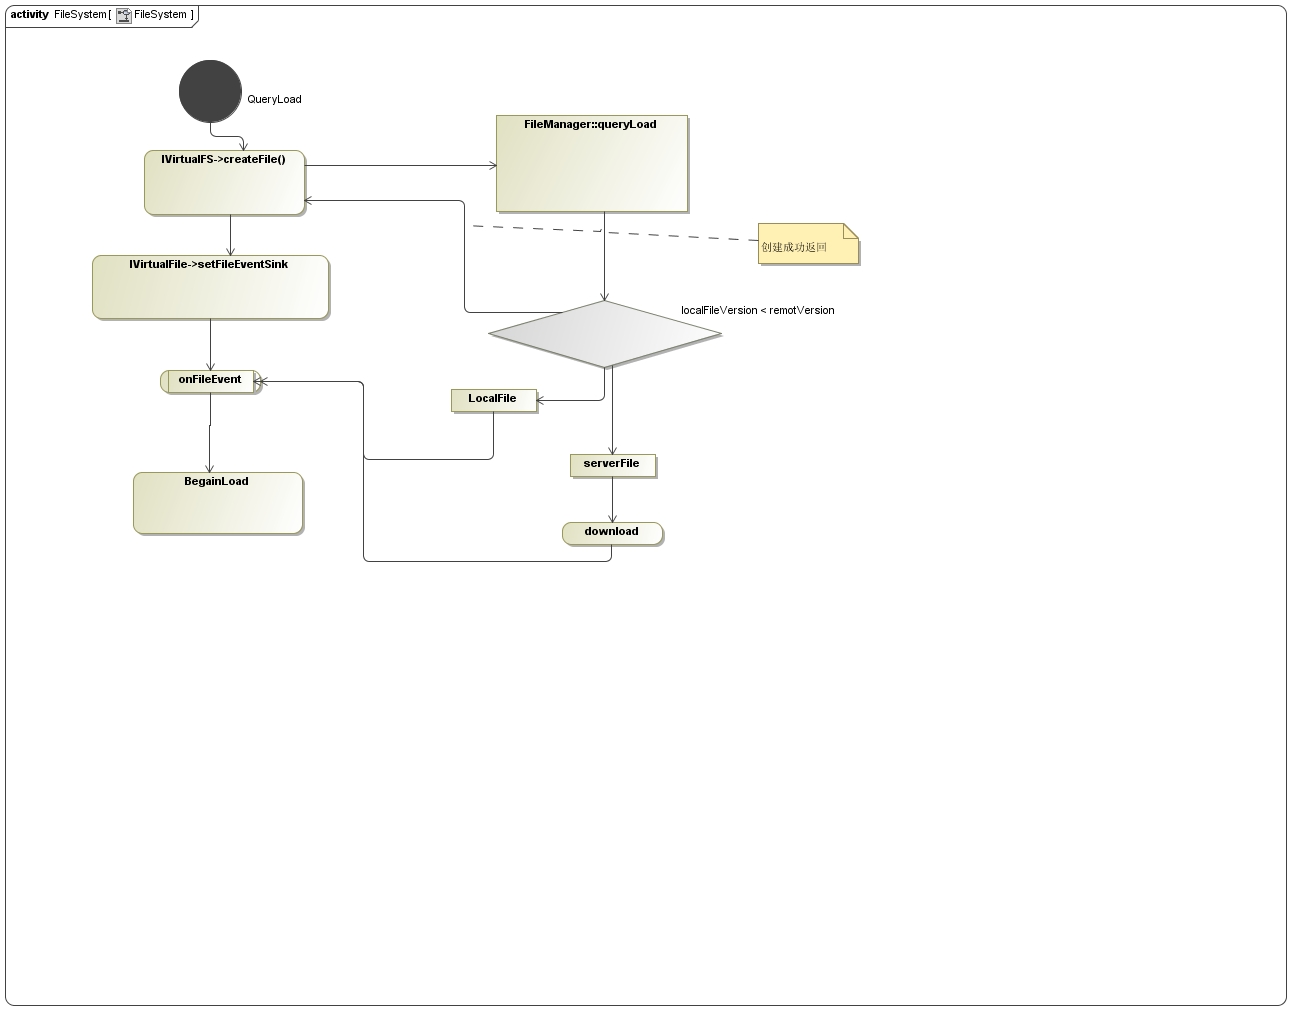 activity FileSystem[ FileSystem ]
QueryLoad
FileManager::queryLoad
IVirtualFS->createFile()
创建成功返回
IVirtualFile->setFileEventSink
localFileVersion < remotVersion
onFileEvent
LocalFile
serverFile
BegainLoad
download